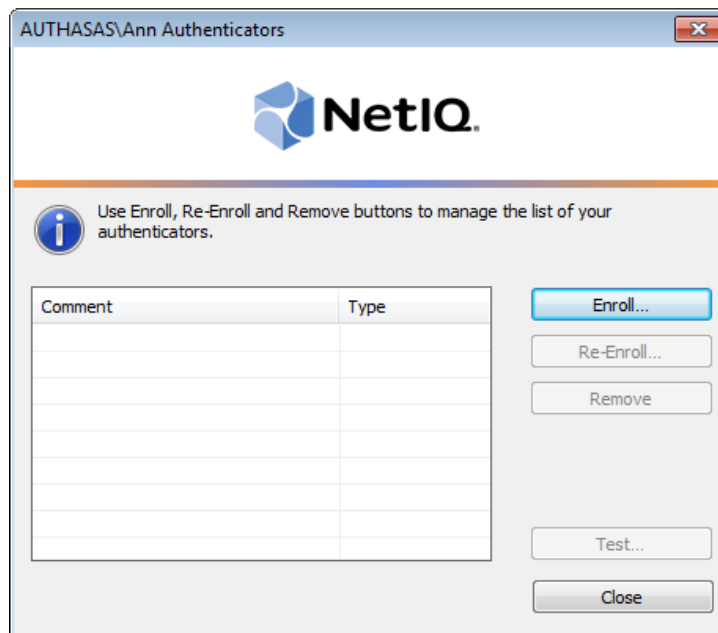 AUTHASAS\Ann Authenticators
NetIQ.
Use Enroll, Re-Enroll and Remove buttons to manage the list of your
authenticators.
Comment Type
Enroll...
Re-Enroll...
Remove
Test...
Close